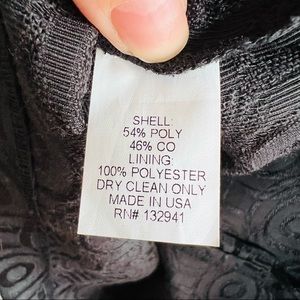 SHELL:
54% POLY
46% CO
LINING:
100% POLYESTER
DRY CLEAN ONLY
MADE IN USA
RN# 132941